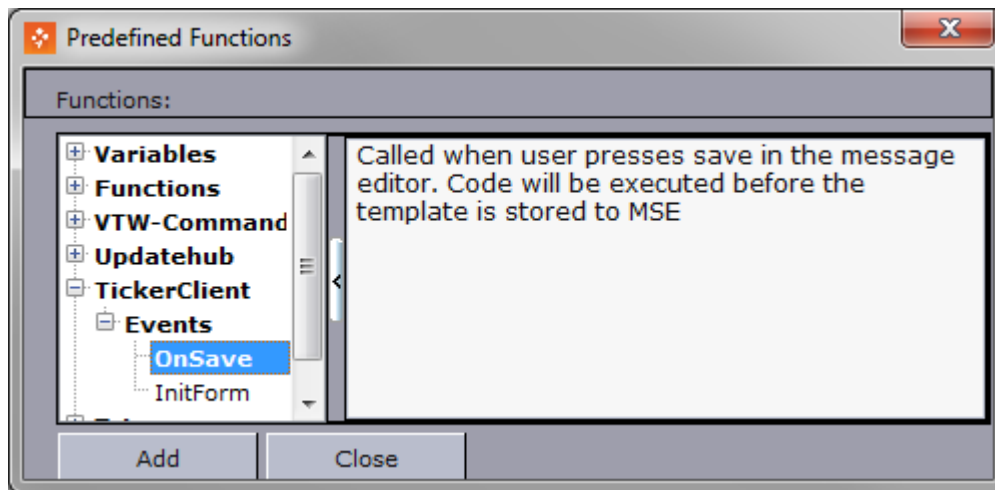 Predefined Functions
Functions:
Variables
Functions
VTW-Command
Updatehub
TickerClient
Events
OnSave
InitForm
Called when user presses save in the message
editor. Code will be executed before the
template is stored to MSE
Add
Close